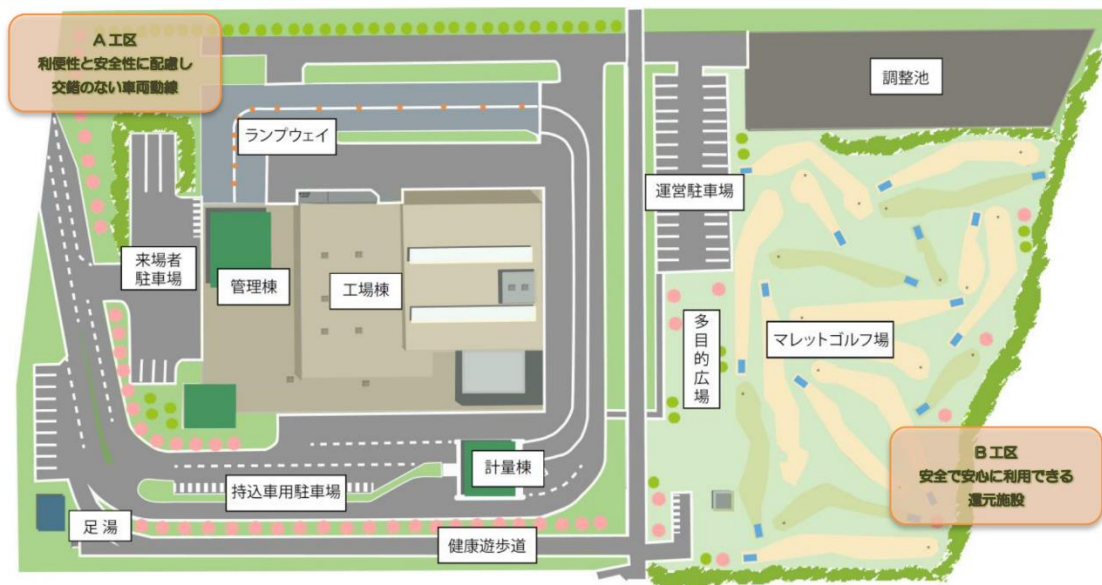 A工区
利便性と安全性に配慮し
交錯のない車両動線
調整池
ランプウェイ
運営駐車場
来場者
駐車場
管理棟
工場棟
多目的広場
マレットゴルフ場
B工区
安全で安心に利用できる
還元施設
計量棟
持込車用駐車場
足湯
健康遊歩道